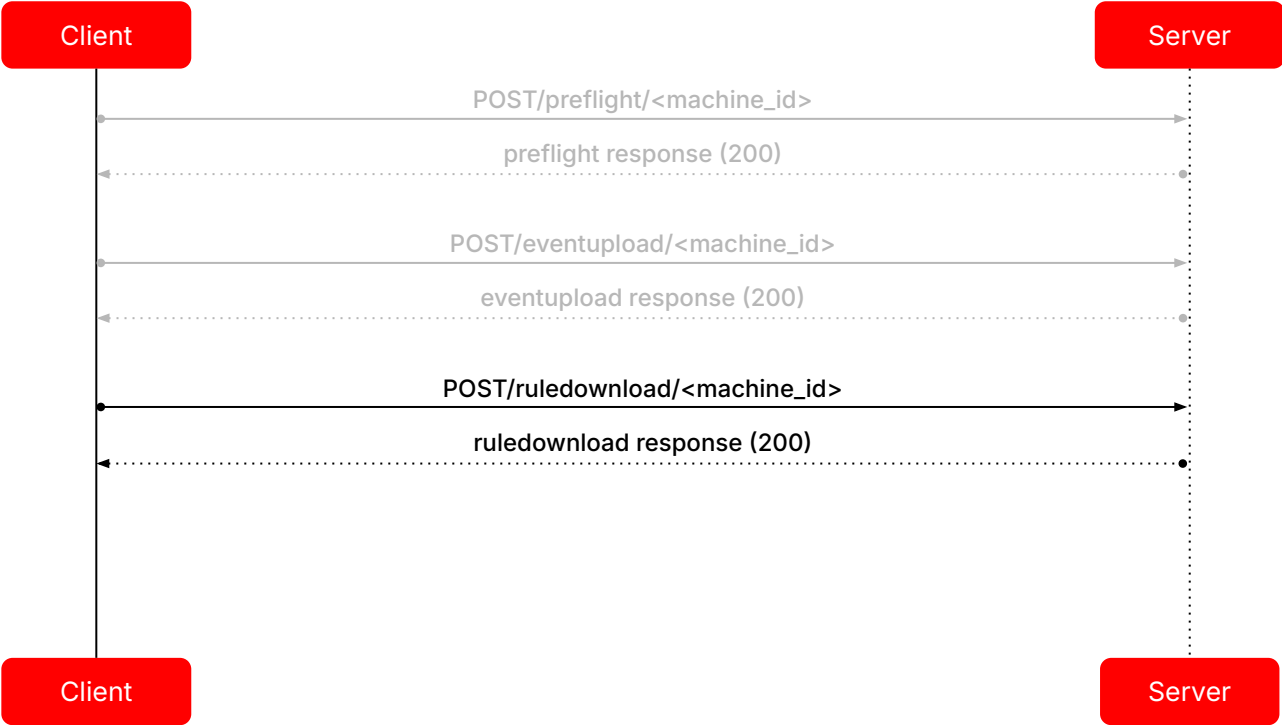 Client
Server
POST/preflight/<machine_id>
preflight response (200)
POST/eventupload/<machine_id>
eventupload response (200)
POST/ruledownload/<machine_id>
ruledownload response (200)
Client
Server